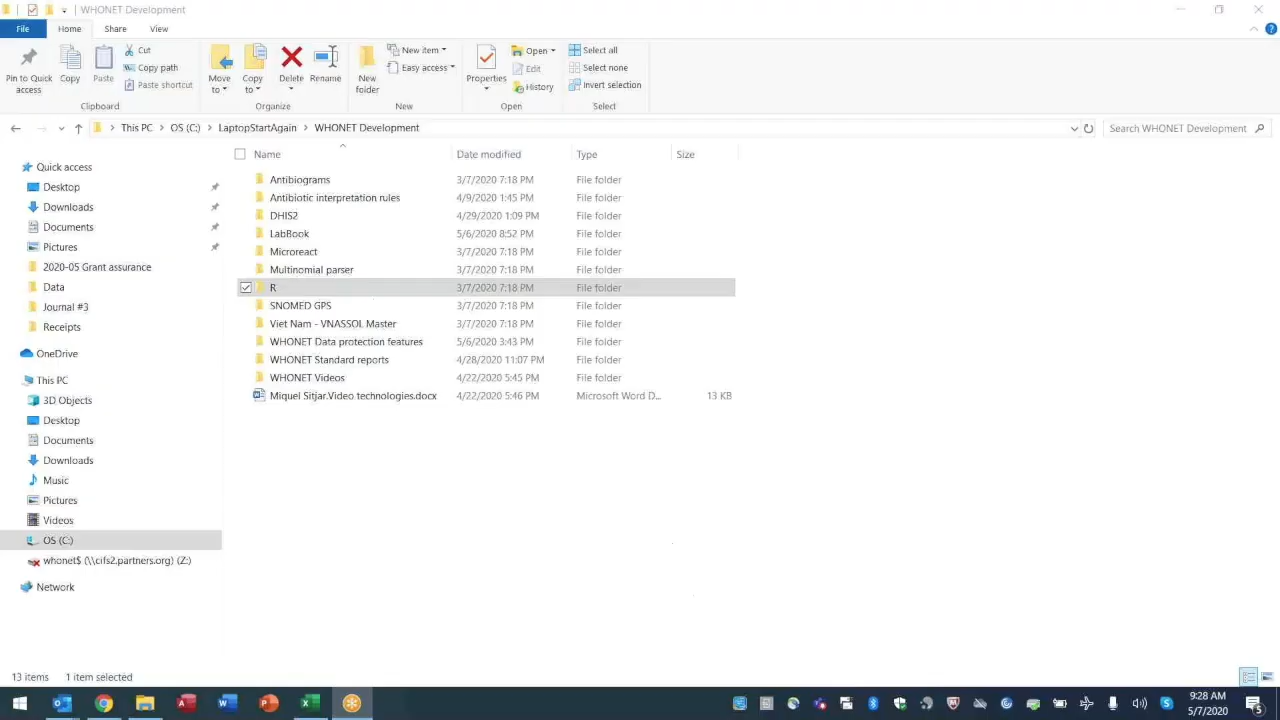 WHONET Development
File Home Share View
Pin to Quick access
Copy
Paste
Cut
Copy path
Paste shortcut
Clipboard
Move to
Copy to
Delete
Rename
Organize
New folder
New item
Easy access
New
Properties
Open
Edit
History
Open
Select all
Select none
Invert selection
Select
This PC OS (C:) LaptopStartAgain WHONET Development
Search WHONET Development
Quick access
Desktop
Downloads
Documents
Pictures
2020-05 Grant assurance
Data
Journal #3
Receipts
OneDrive
This PC
3D Objects
Desktop
Documents
Downloads
Music
Pictures
Videos
OS (C:)
whonet$ (\\cifs2.partners.org) (Z:)
Network
Name Date modified Type Size
Antibiograms 3/7/2020 7:18 PM File folder
Antibiotic interpretation rules 4/9/2020 1:45 PM File folder
DHIS2 4/29/2020 1:09 PM File folder
LabBook 5/6/2020 8:52 PM File folder
Microreact 3/7/2020 7:18 PM File folder
Multinomial parser 3/7/2020 7:18 PM File folder
R 3/7/2020 7:18 PM File folder
SNOMED GPS 3/7/2020 7:18 PM File folder
Viet Nam - VNASSOL Master 3/7/2020 7:18 PM File folder
WHONET Data protection features 5/6/2020 3:43 PM File folder
WHONET Standard reports 4/28/2020 11:07 PM File folder
WHONET Videos 4/22/2020 5:45 PM File folder
Miquel Sitjar.Video technologies.docx 4/22/2020 5:46 PM Microsoft Word D... 13 KB
13 items 1 item selected
9:28 AM
5/7/2020